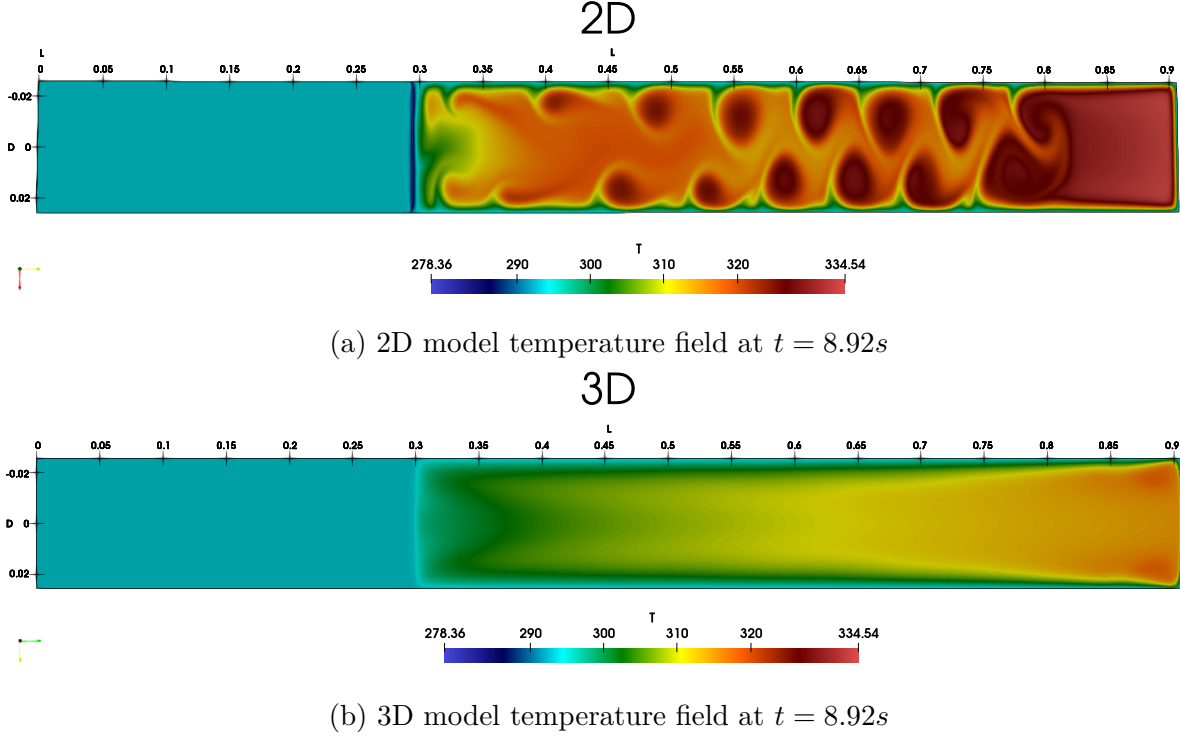 2D
L L
0 0.05 0.1 0.15 0.2 0.25 0.3 0.35 0.4 0.45 0.5 0.55 0.6 0.65 0.7 0.75 0.8 0.85 0.9
-0.02
D 0
0.02
T
278.36 290 300 310 320 334.54
(a) 2D model temperature field at t = 8.92s
3D
L
0 0.05 0.1 0.15 0.2 0.25 0.3 0.35 0.4 0.45 0.5 0.55 0.6 0.65 0.7 0.75 0.8 0.85 0.9
-0.02
D 0
0.02
T
278.36 290 300 310 320 334.54
(b) 3D model temperature field at t = 8.92s